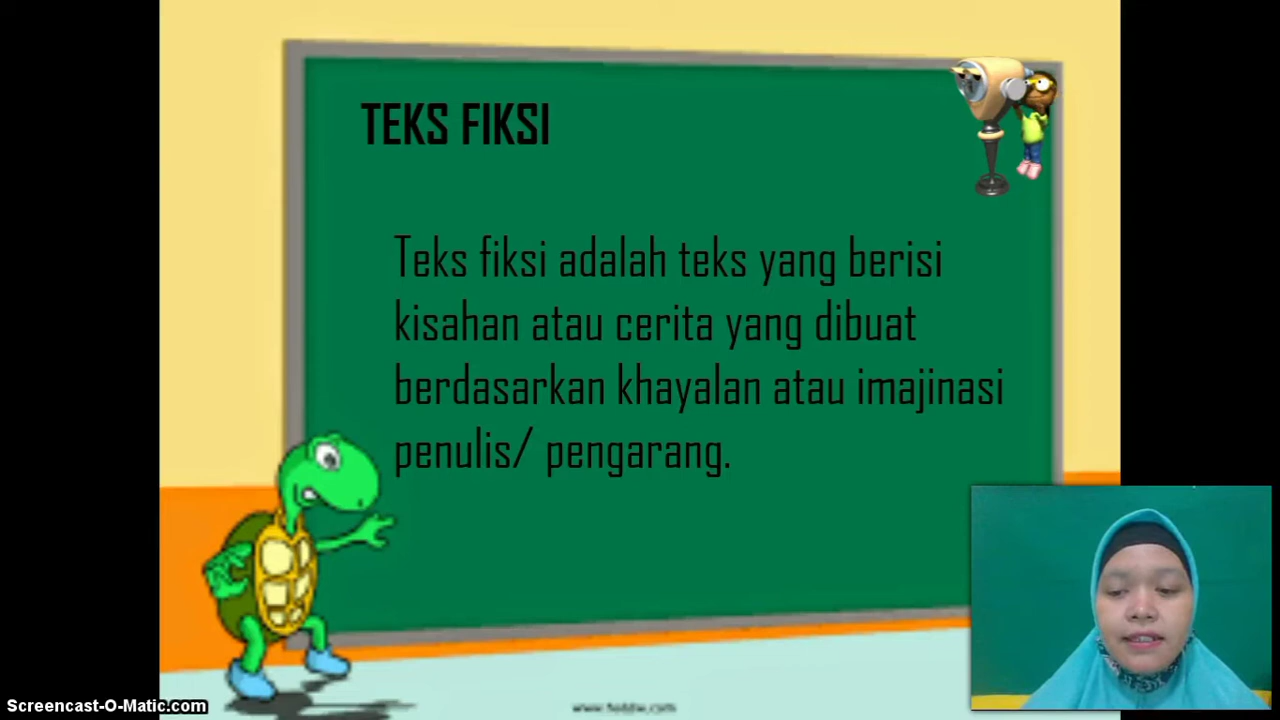 TEKS FIKSI
Teks fiksi adalah teks yang berisi
kisahan atau cerita yang dibuat
berdasarkan khayalan atau imajinasi
penulis/ pengarang.
Screencast-O-Matic.com